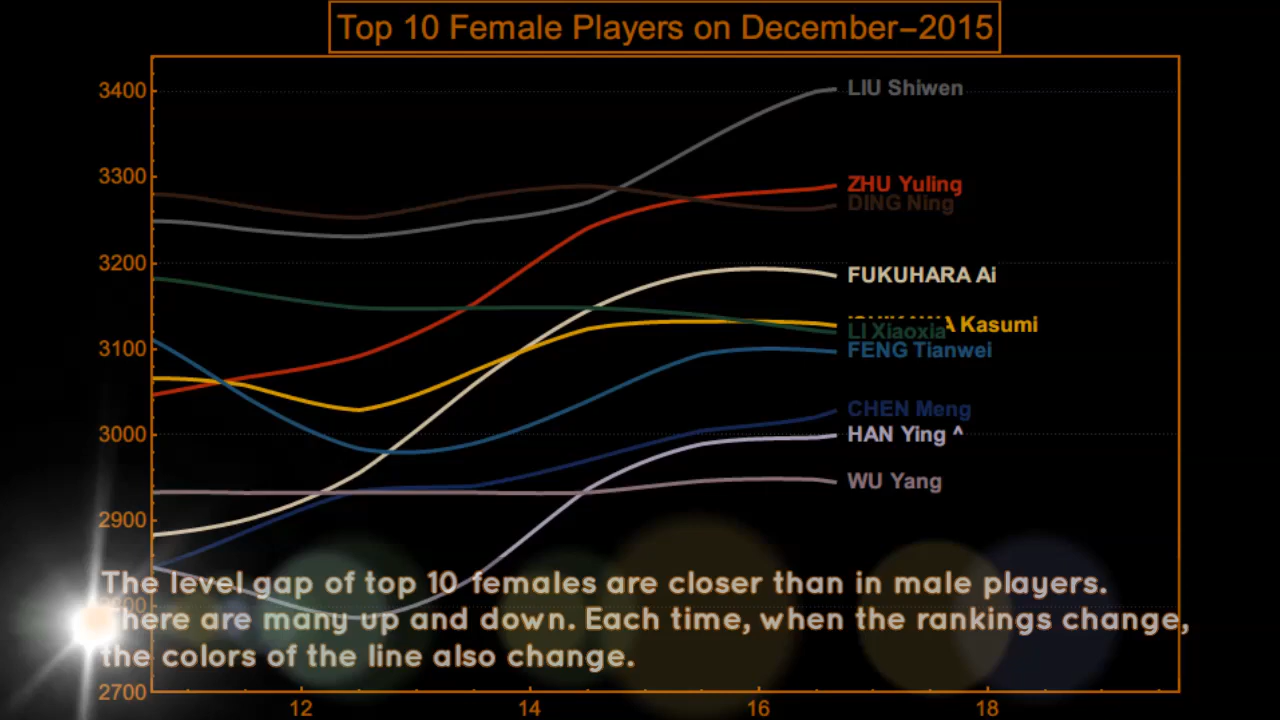 Top 10 Female Players on December-2015
3400
LIU Shiwen
3300
ZHU Yuling
DING Ning
3200
FUKUHARA Ai
Kasumi
LI Xiaoxia
3100
FENG Tianwei
CHEN Meng
3000
HAN Ying ^
WU Yang
2900
The level gap of top 10 females are closer than in male players.
There are many up and down. Each time, when the rankings change,
the colors of the line also change.
2700
12 14 16 18